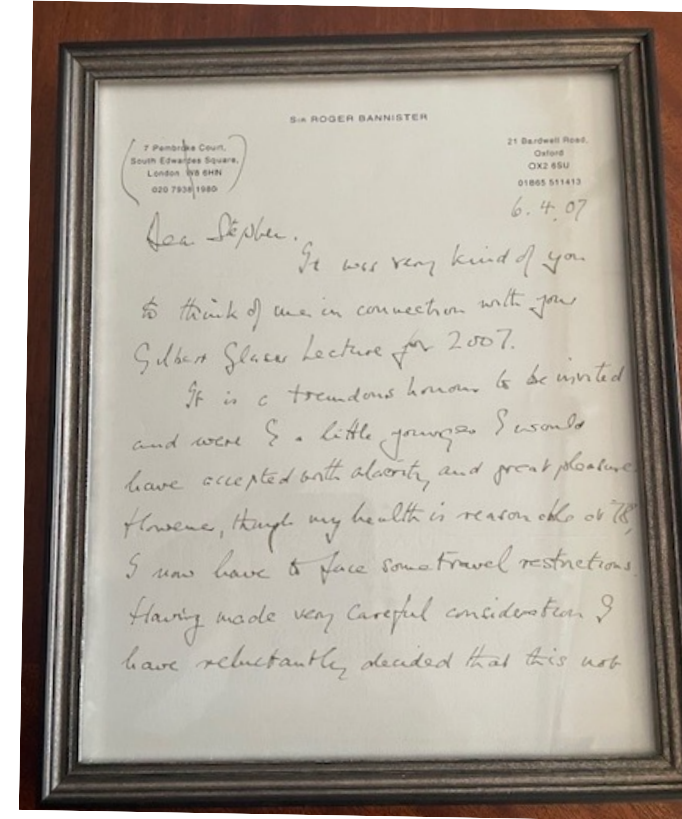 Sir ROGER BANNISTER
7 Pembroke Court,
South Edwardes Square,
London W8 6HN
020 7938 1980
21 Bardwell Road,
Oxford
OX2 6SU
01865 511413
6.4.07
Dear Stephen.
It was very kind of you
to think of me in connection with your
Gilbert Glaser Lecture for 2007.
It is a tremdous honour to be invited
and were I a little younger I would
have accepted with alacrity and great pleasure
However, though my health is reasonable at 78,
I now have to face some travel restrictions.
Having made very careful consideration I
have reluctantly decided that this not